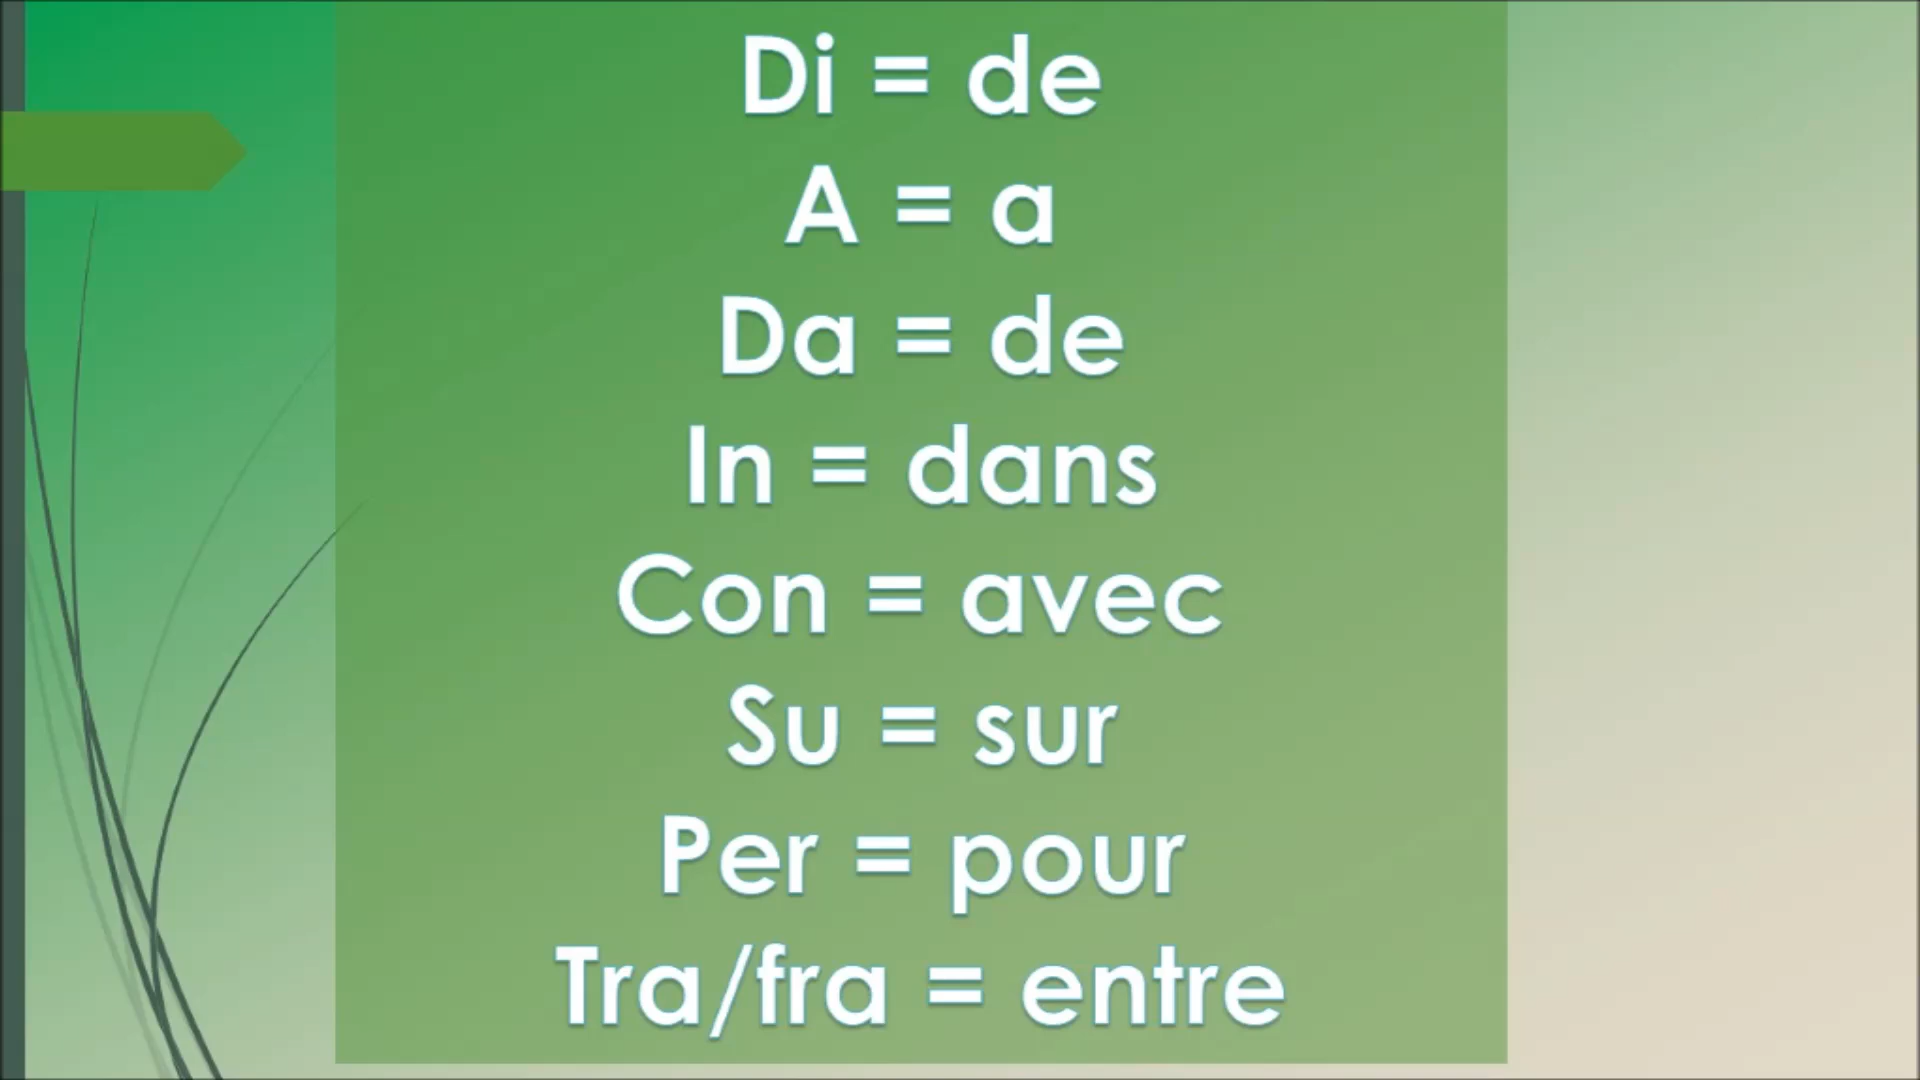 Di = de
A = a
Da = de
In = dans
Con = avec
Su = sur
Per = pour
Tra/fra = entre